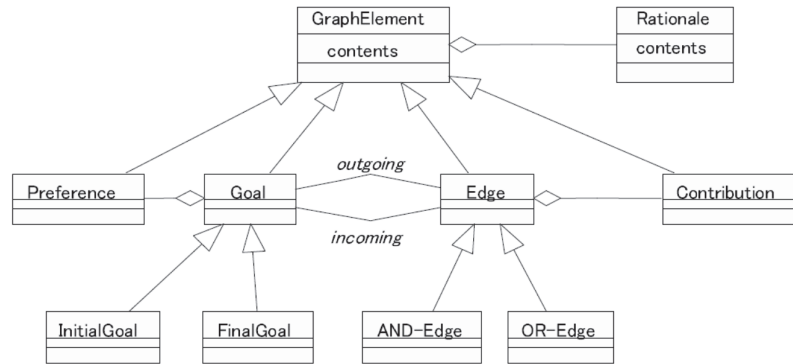 GraphElement
contents
Rationale
contents
Preference
Goal
outgoing
incoming
Edge
Contribution
InitialGoal
FinalGoal
AND-Edge
OR-Edge